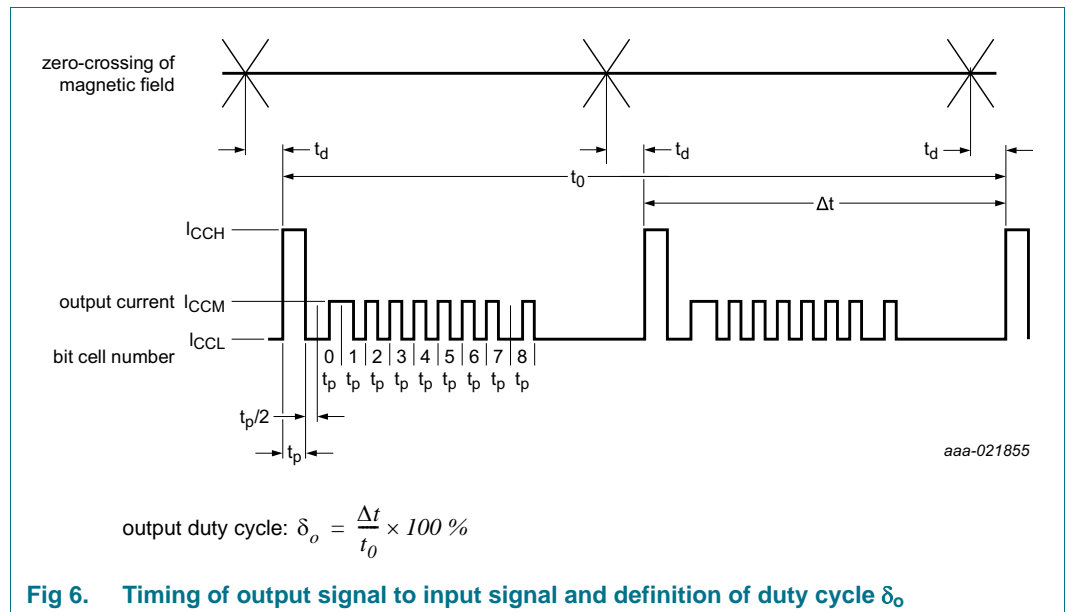 zero-crossing of
magnetic field
t_d t_d t_d
t_0
Δt
I_CCH
output current I_CCM
I_CCL
bit cell number 0 1 2 3 4 5 6 7 8
t_p t_p t_p t_p t_p t_p t_p t_p t_p
t_p/2
t_p
aaa-021855
output duty cycle: δ_o = Δt/t_0 × 100 %
Fig 6. Timing of output signal to input signal and definition of duty cycle δ_o